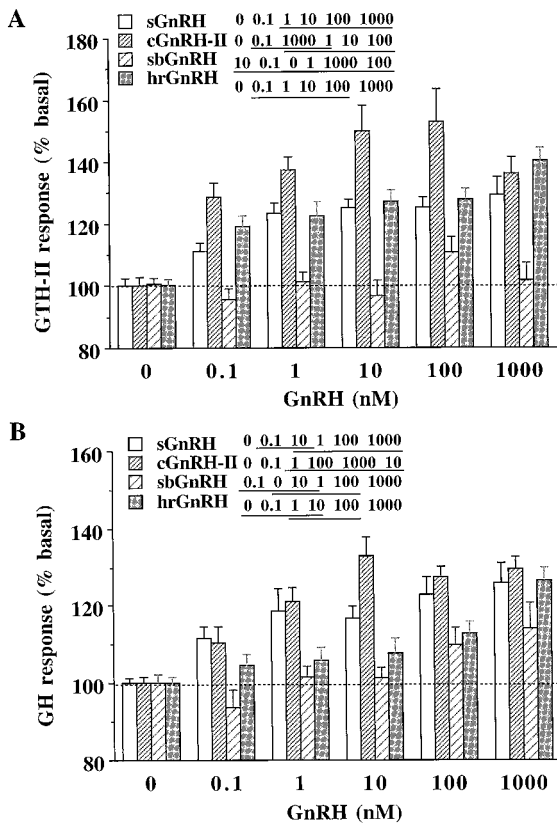 A
sGnRH 0 0.1 1 10 100 1000
cGnRH-II 0 0.1 1000 1 10 100
sbGnRH 10 0.1 0 1 1000 100
hrGnRH 0 0.1 1 10 100 1000
GTH-II response (% basal)
180
160
140
120
100
80
0 0.1 1 10 100 1000
GnRH (nM)
B
sGnRH 0 0.1 10 1 100 1000
cGnRH-II 0 0.1 1 100 1000 10
sbGnRH 0.1 0 10 1 100 1000
hrGnRH 0 0.1 1 10 100 1000
GH response (% basal)
160
140
120
100
80
0 0.1 1 10 100 1000
GnRH (nM)